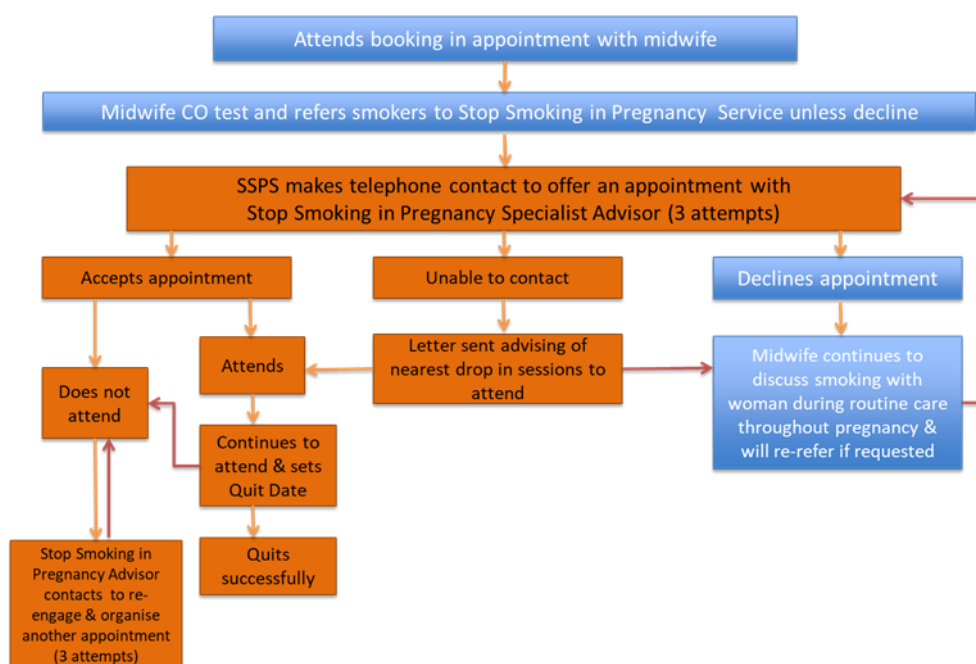 Attends booking in appointment with midwife
Midwife CO test and refers smokers to Stop Smoking in Pregnancy Service unless decline
SSPS makes telephone contact to offer an appointment with
Stop Smoking in Pregnancy Specialist Advisor (3 attempts)
Accepts appointment
Unable to contact
Declines appointment
Attends
Letter sent advising of
nearest drop in sessions to
attend
Midwife continues to
discuss smoking with
woman during routine care
throughout pregnancy &
will re-refer if requested
Does not
attend
Continues to
attend & sets
Quit Date
Quits
successfully
Stop Smoking in
Pregnancy Advisor
contacts to re-
engage & organise
another appointment
(3 attempts)